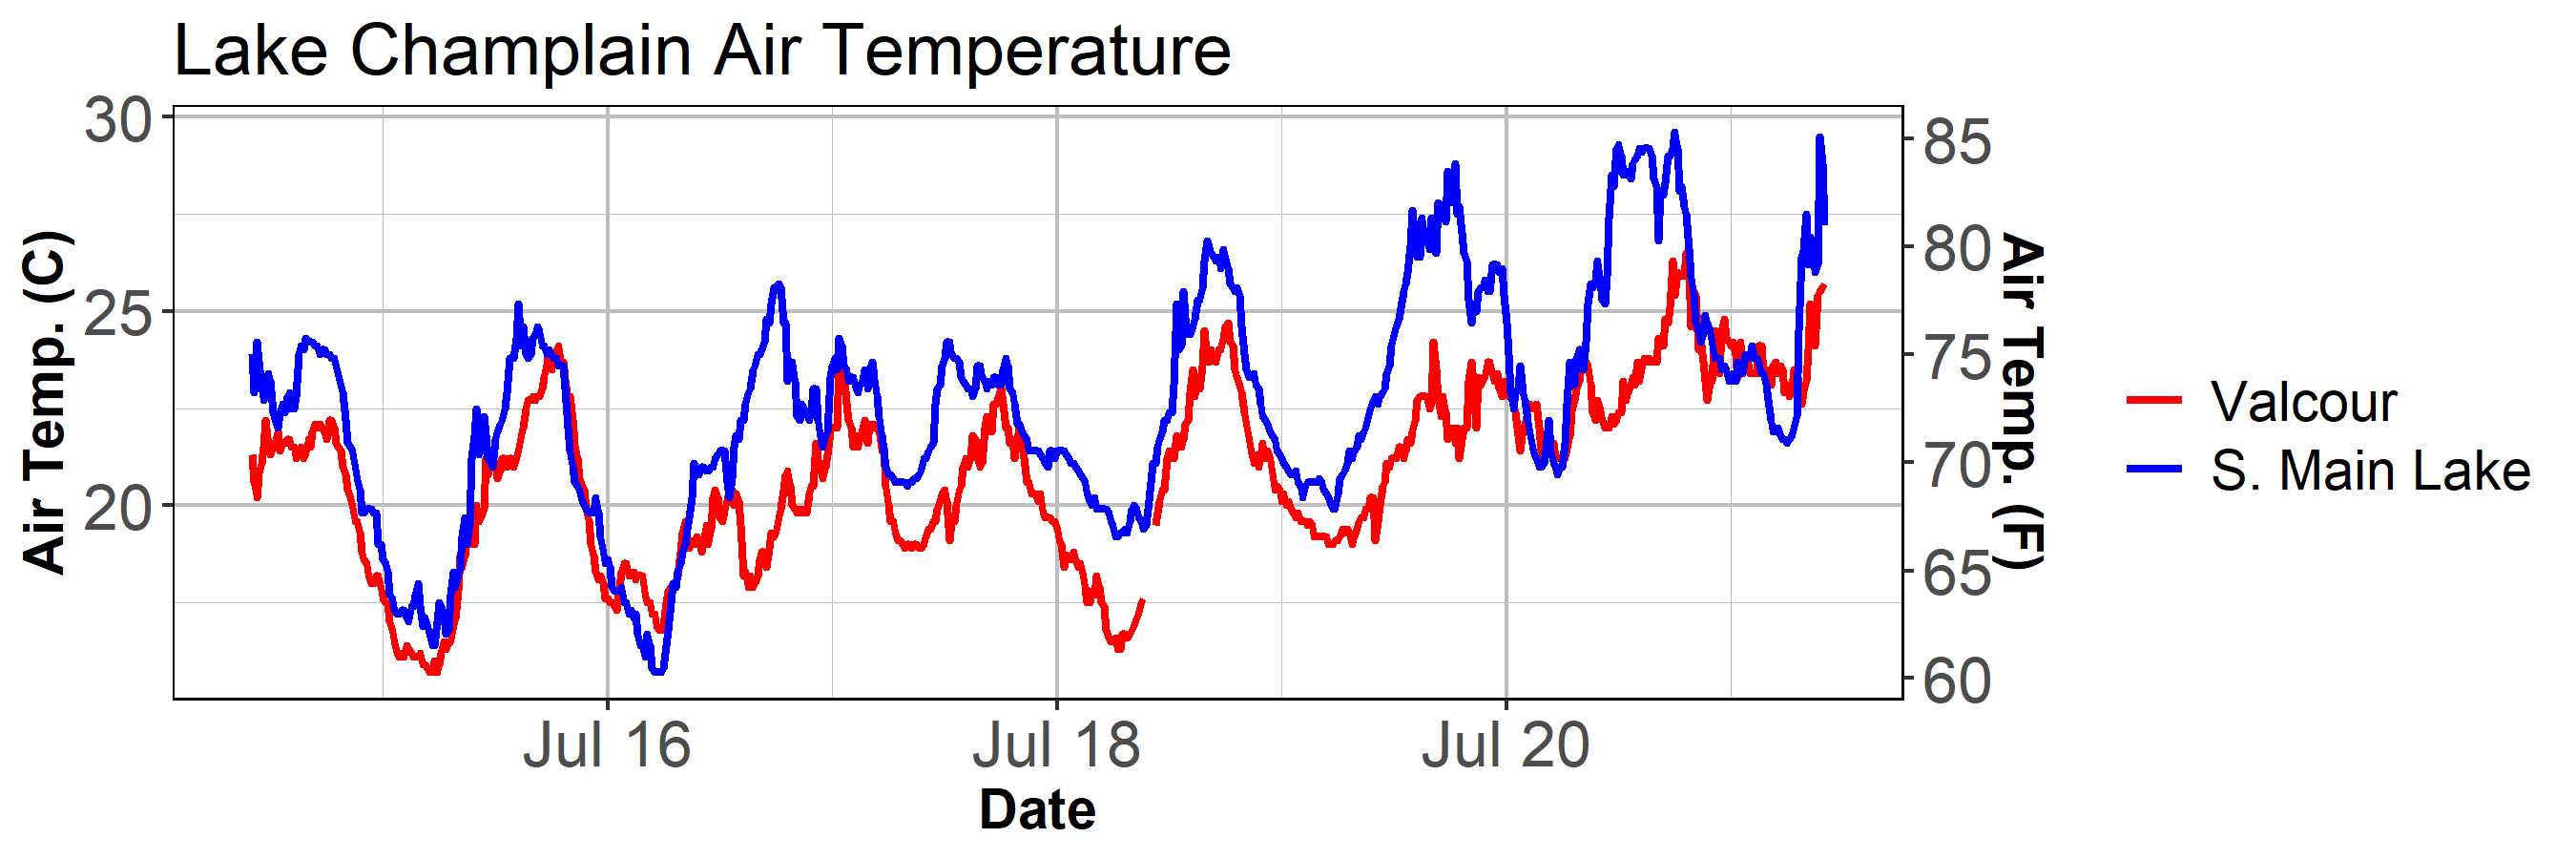 Lake Champlain Air Temperature
30
25
20
Air Temp. (C)
85
80
75
70
65
60
Air Temp. (F)
Jul 16
Jul 18
Jul 20
Date
Valcour
S. Main Lake